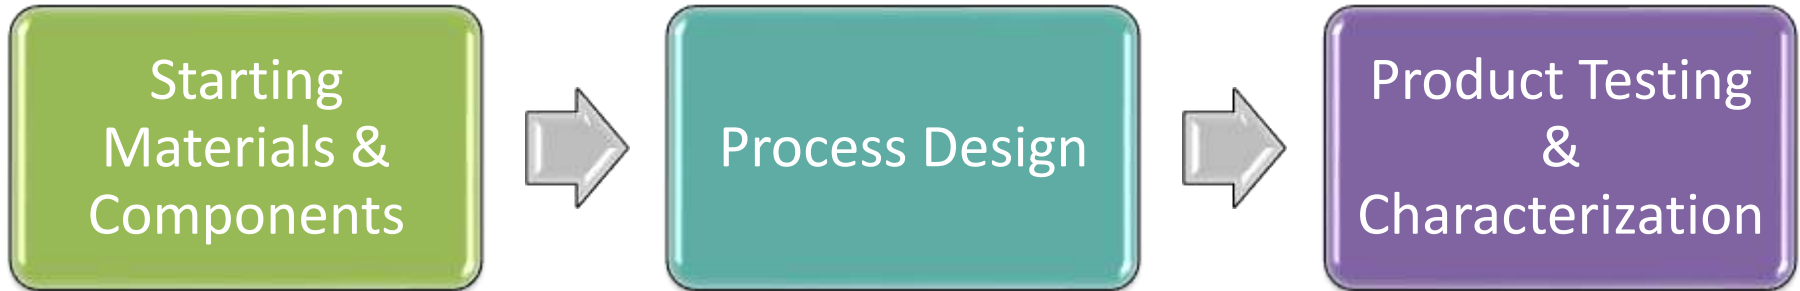 Starting
Materials &
Components
Process Design
Product Testing
&
Characterization